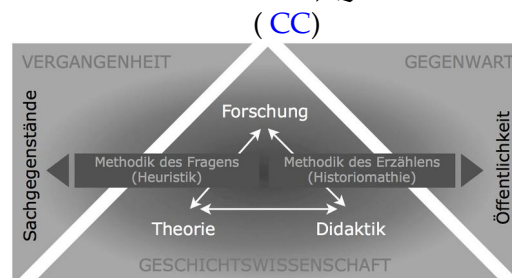 ( CC)
VERGANGENHEIT
GEGENWART
Sachgegenstände
Forschung
Öffentlichkeit
Methodik des Fragens
(Heuristik)
Methodik des Erzählens
(Historiomathie)
Theorie
Didaktik
GESCHICHTSWISSENSCHAFT